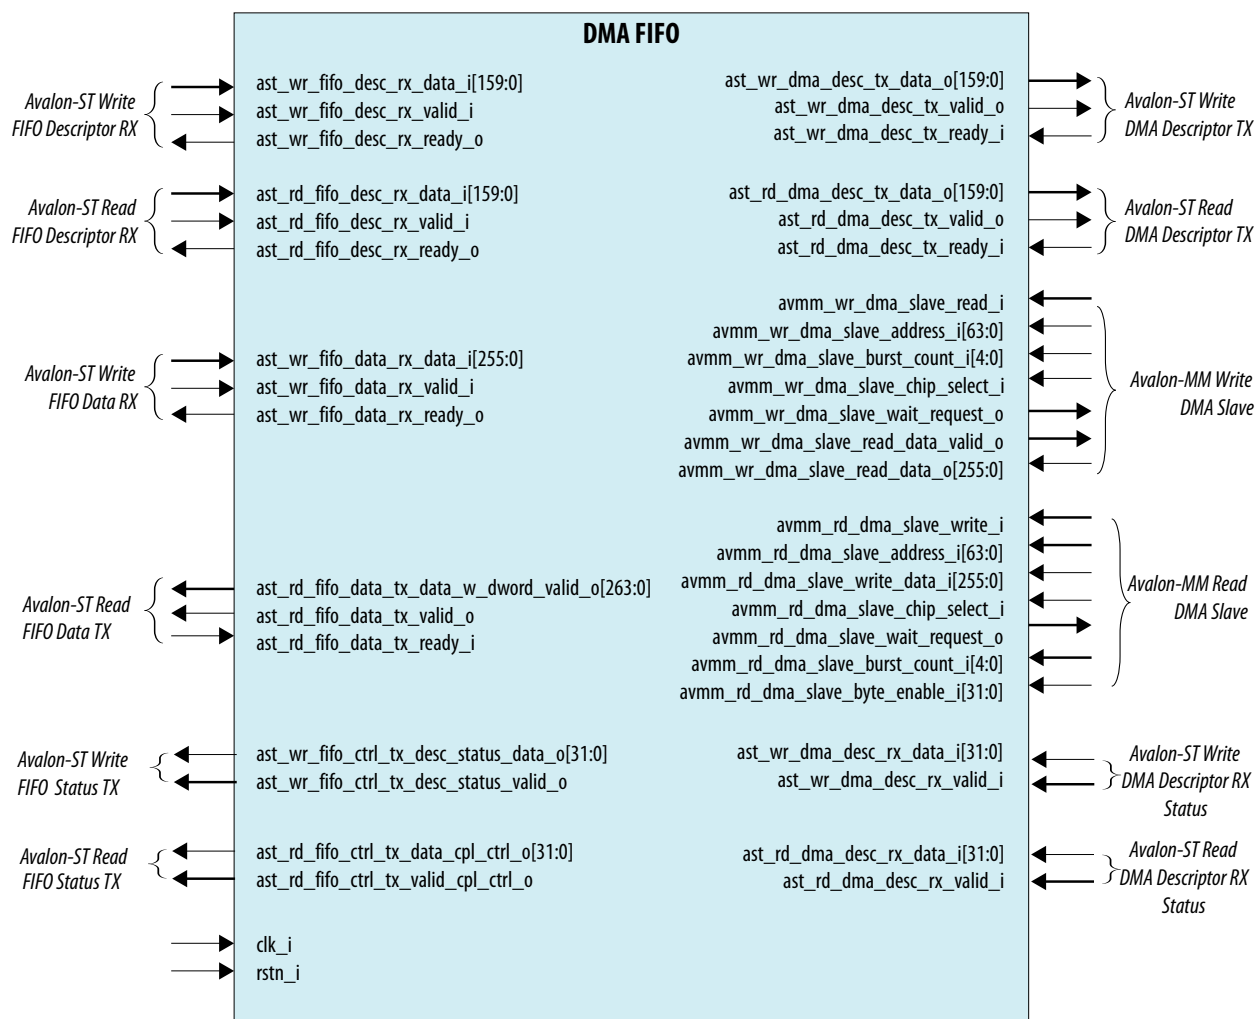 DMA FIFO
Avalon-ST Write
FIFO Descriptor RX
ast_wr_fifo_desc_rx_data_i[159:0]
ast_wr_fifo_desc_rx_valid_i
ast_wr_fifo_desc_rx_ready_o
Avalon-ST Read
FIFO Descriptor RX
ast_rd_fifo_desc_rx_data_i[159:0]
ast_rd_fifo_desc_rx_valid_i
ast_rd_fifo_desc_rx_ready_o
Avalon-ST Write
FIFO Data RX
ast_wr_fifo_data_rx_data_i[255:0]
ast_wr_fifo_data_rx_valid_i
ast_wr_fifo_data_rx_ready_o
Avalon-ST Read
FIFO Data TX
ast_rd_fifo_data_tx_data_w_dword_valid_o[263:0]
ast_rd_fifo_data_tx_valid_o
ast_rd_fifo_data_tx_ready_i
Avalon-ST Write
FIFO Status TX
ast_wr_fifo_ctrl_tx_desc_status_data_o[31:0]
ast_wr_fifo_ctrl_tx_desc_status_valid_o
Avalon-ST Read
FIFO Status TX
ast_rd_fifo_ctrl_tx_data_cpl_ctrl_o[31:0]
ast_rd_fifo_ctrl_tx_valid_cpl_ctrl_o
clk_i
rstn_i
ast_wr_dma_desc_tx_data_o[159:0]
ast_wr_dma_desc_tx_valid_o
ast_wr_dma_desc_tx_ready_i
Avalon-ST Write
DMA Descriptor TX
ast_rd_dma_desc_tx_data_o[159:0]
ast_rd_dma_desc_tx_valid_o
ast_rd_dma_desc_tx_ready_i
Avalon-ST Read
DMA Descriptor TX
avmm_wr_dma_slave_read_i
avmm_wr_dma_slave_address_i[63:0]
avmm_wr_dma_slave_burst_count_i[4:0]
avmm_wr_dma_slave_chip_select_i
avmm_wr_dma_slave_wait_request_o
avmm_wr_dma_slave_read_data_valid_o
avmm_wr_dma_slave_read_data_o[255:0]
Avalon-MM Write
DMA Slave
avmm_rd_dma_slave_write_i
avmm_rd_dma_slave_address_i[63:0]
avmm_rd_dma_slave_write_data_i[255:0]
avmm_rd_dma_slave_chip_select_i
avmm_rd_dma_slave_wait_request_o
avmm_rd_dma_slave_burst_count_i[4:0]
avmm_rd_dma_slave_byte_enable_i[31:0]
Avalon-MM Read
DMA Slave
ast_wr_dma_desc_rx_data_i[31:0]
ast_wr_dma_desc_rx_valid_i
Avalon-ST Write
DMA Descriptor RX
Status
ast_rd_dma_desc_rx_data_i[31:0]
ast_rd_dma_desc_rx_valid_i
Avalon-ST Read
DMA Descriptor RX
Status